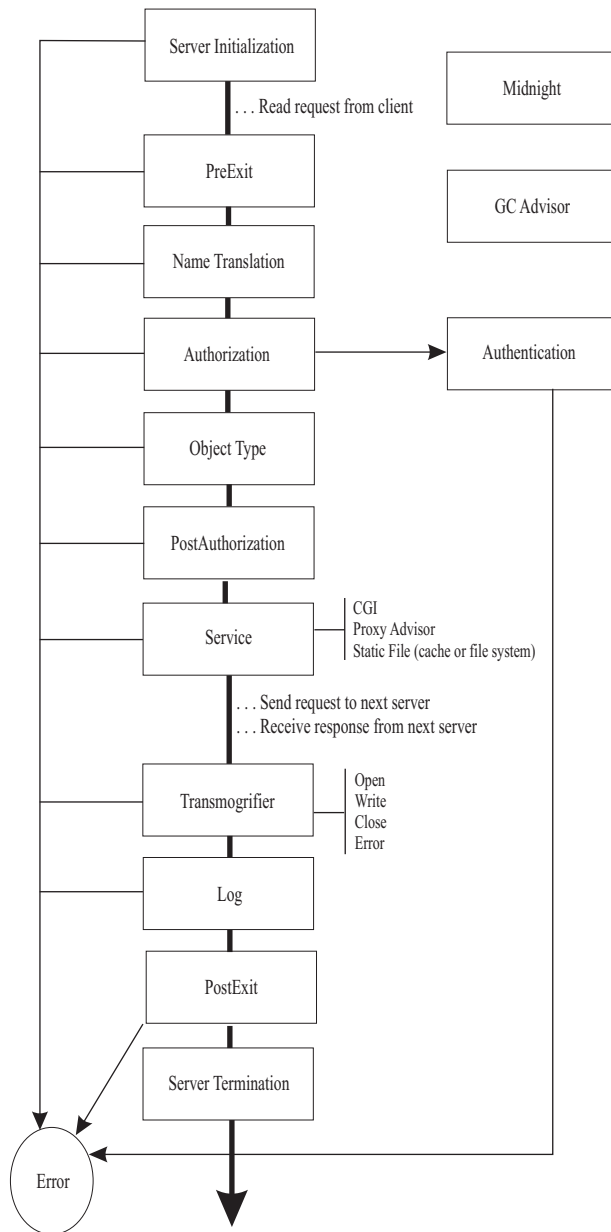 Server Initialization
. . . Read request from client
Midnight
PreExit
GC Advisor
Name Translation
Authorization
Authentication
Object Type
PostAuthorization
Service
CGI
Proxy Advisor
Static File (cache or file system)
. . . Send request to next server
. . . Receive response from next server
Transmogrifier
Open
Write
Close
Error
Log
PostExit
Server Termination
Error